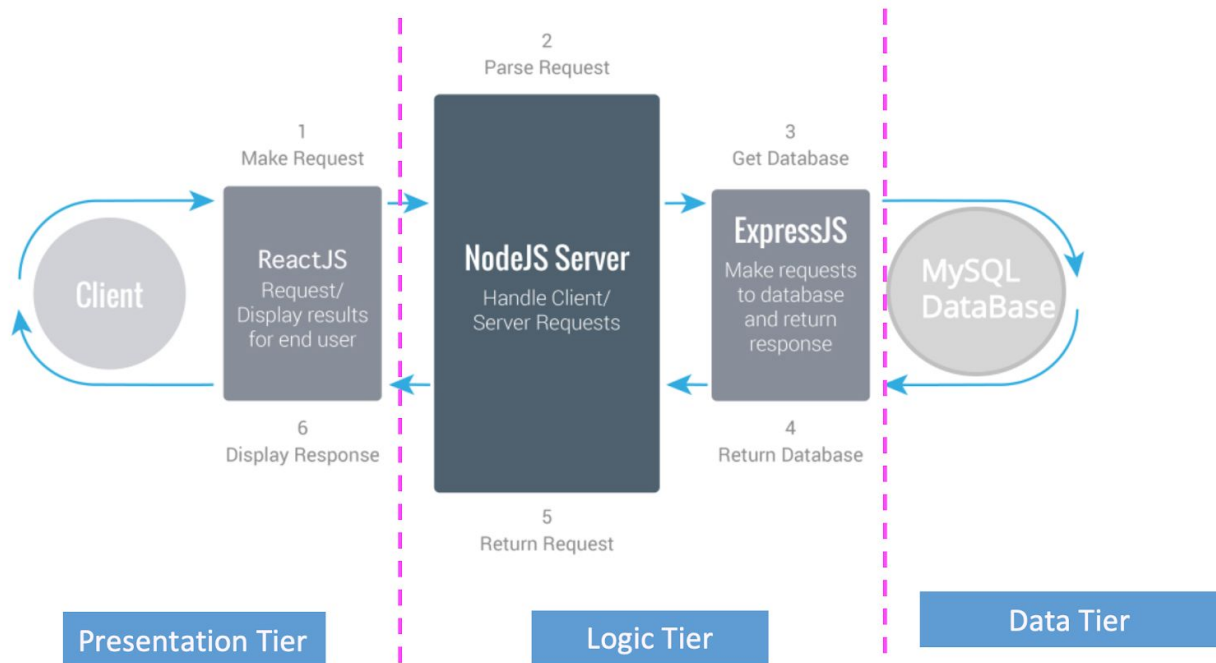 2
Parse Request
1
Make Request
3
Get Database
Client
ReactJS
Request/
Display results
for end user
NodeJS Server
Handle Client/
Server Requests
ExpressJS
Make requests
to database
and return
response
MySQL
DataBase
6
Display Response
4
Return Database
5
Return Request
Presentation Tier
Logic Tier
Data Tier